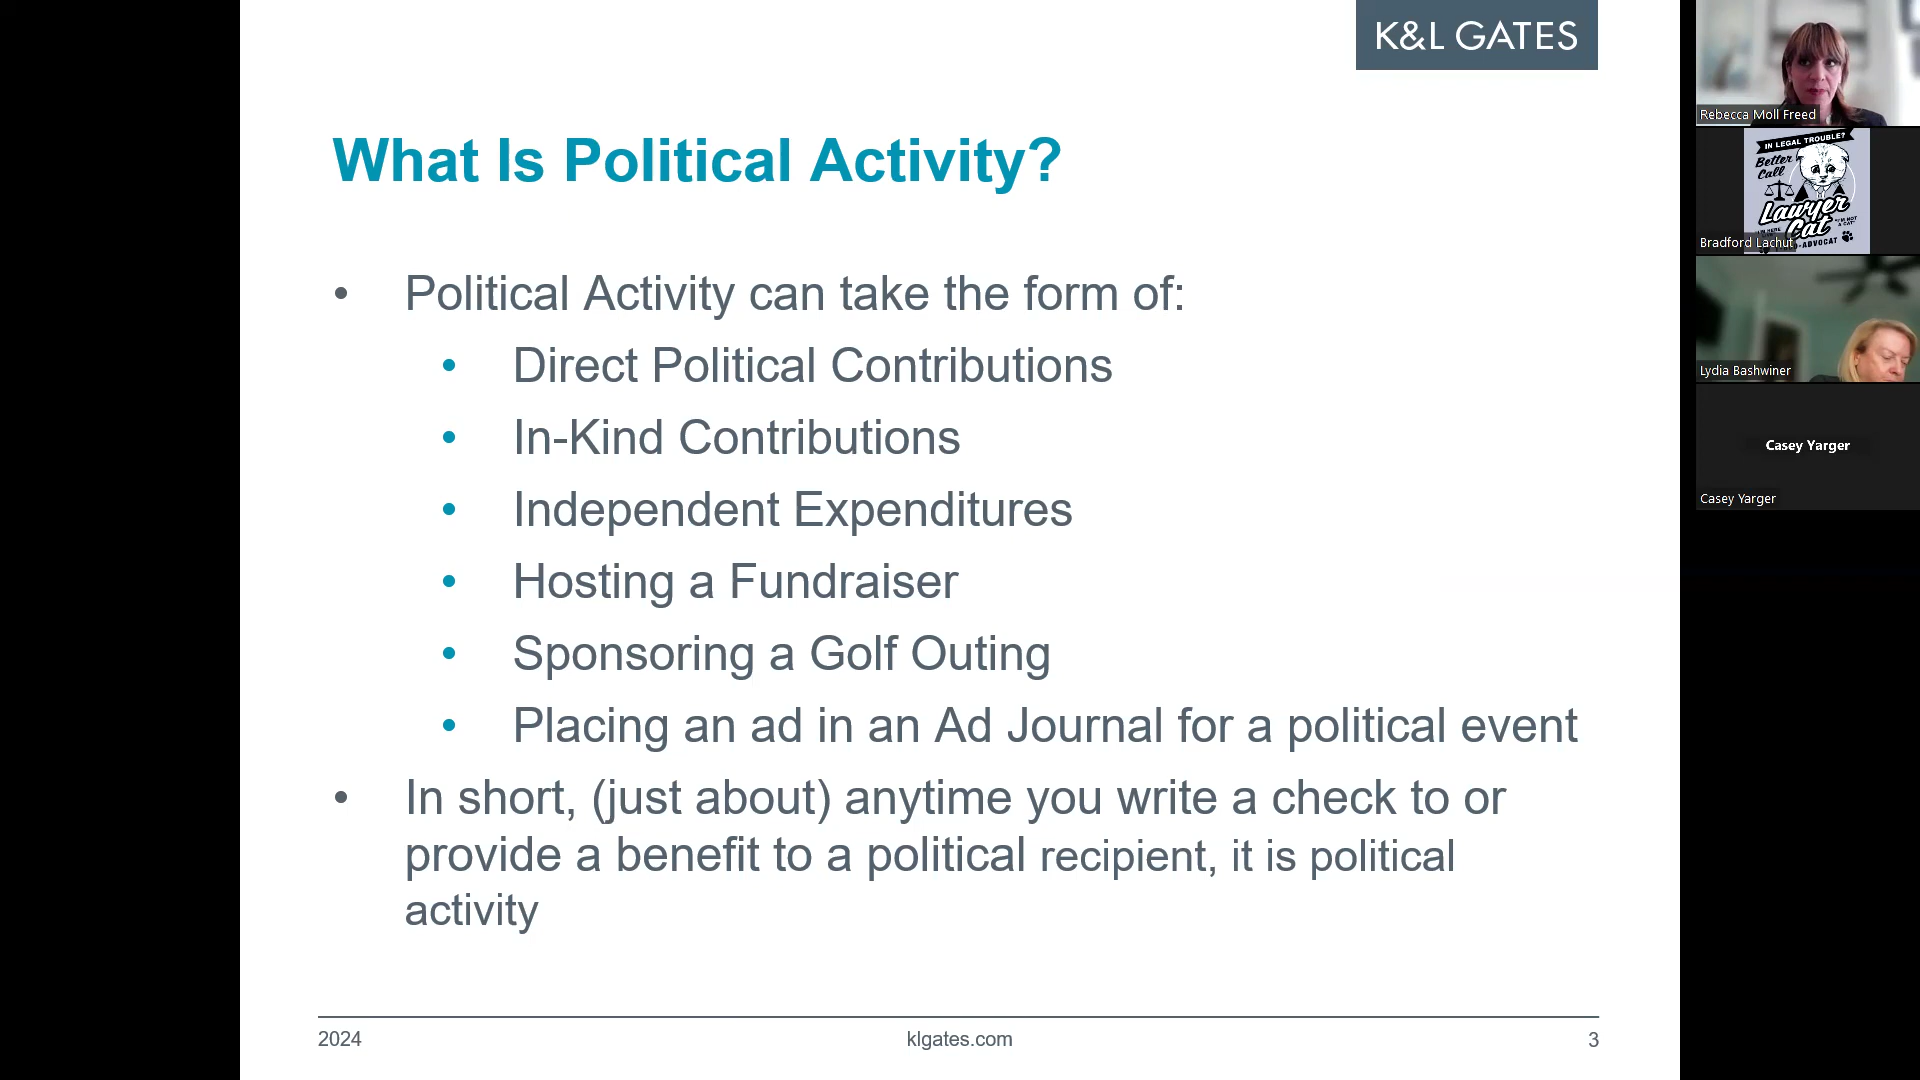 K&L GATES
What Is Political Activity?
• Political Activity can take the form of:
• Direct Political Contributions
• In-Kind Contributions
• Independent Expenditures
• Hosting a Fundraiser
• Sponsoring a Golf Outing
• Placing an ad in an Ad Journal for a political event
• In short, (just about) anytime you write a check to or
provide a benefit to a political recipient, it is political
activity
2024
klgates.com
3
Rebecca Moll Freed
IN LEGAL TROUBLE?
Better
Call
Lawyer
Cat
"I'M NOT
A CAT"
Bradford Lachut
-ADVOCAT
Lydia Bashwiner
Casey Yarger
Casey Yarger